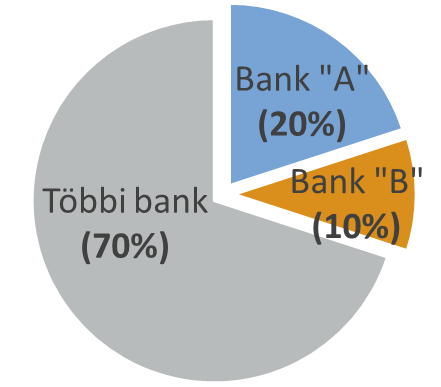 Bank "A"
(20%)
Bank "B"
(10%)
Többi bank
(70%)